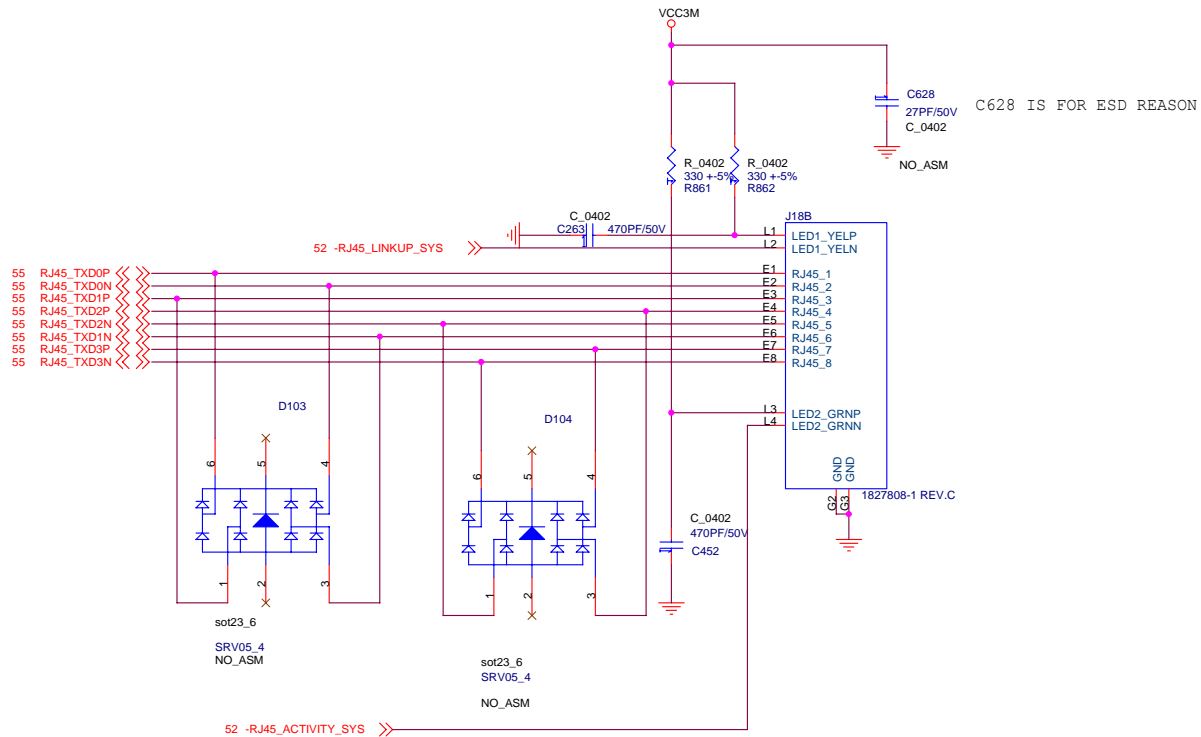 VCC3M
C628
27PF/50V
C_0402
NO_ASM
C628 IS FOR ESD REASON
R_0402
330 +-5%
R861
R_0402
330 +-5%
R862
C_0402
C263
470PF/50V
52 -RJ45_LINKUP_SYS
J18B
L1 LED1_YELP
L2 LED1_YELN
55 RJ45_TXD0P
55 RJ45_TXD0N
55 RJ45_TXD1P
55 RJ45_TXD2P
55 RJ45_TXD2N
55 RJ45_TXD1N
55 RJ45_TXD3P
55 RJ45_TXD3N
E1 RJ45_1
E2 RJ45_2
E3 RJ45_3
E4 RJ45_4
E5 RJ45_5
E6 RJ45_6
E7 RJ45_7
E8 RJ45_8
L3 LED2_GRNP
L4 LED2_GRNN
GND
GND
G2
G3
1827808-1 REV.C
D103
6
5
4
1
2
3
sot23_6
SRV05_4
NO_ASM
D104
6
5
4
1
2
3
sot23_6
SRV05_4
NO_ASM
C_0402
470PF/50V
C452
52 -RJ45_ACTIVITY_SYS